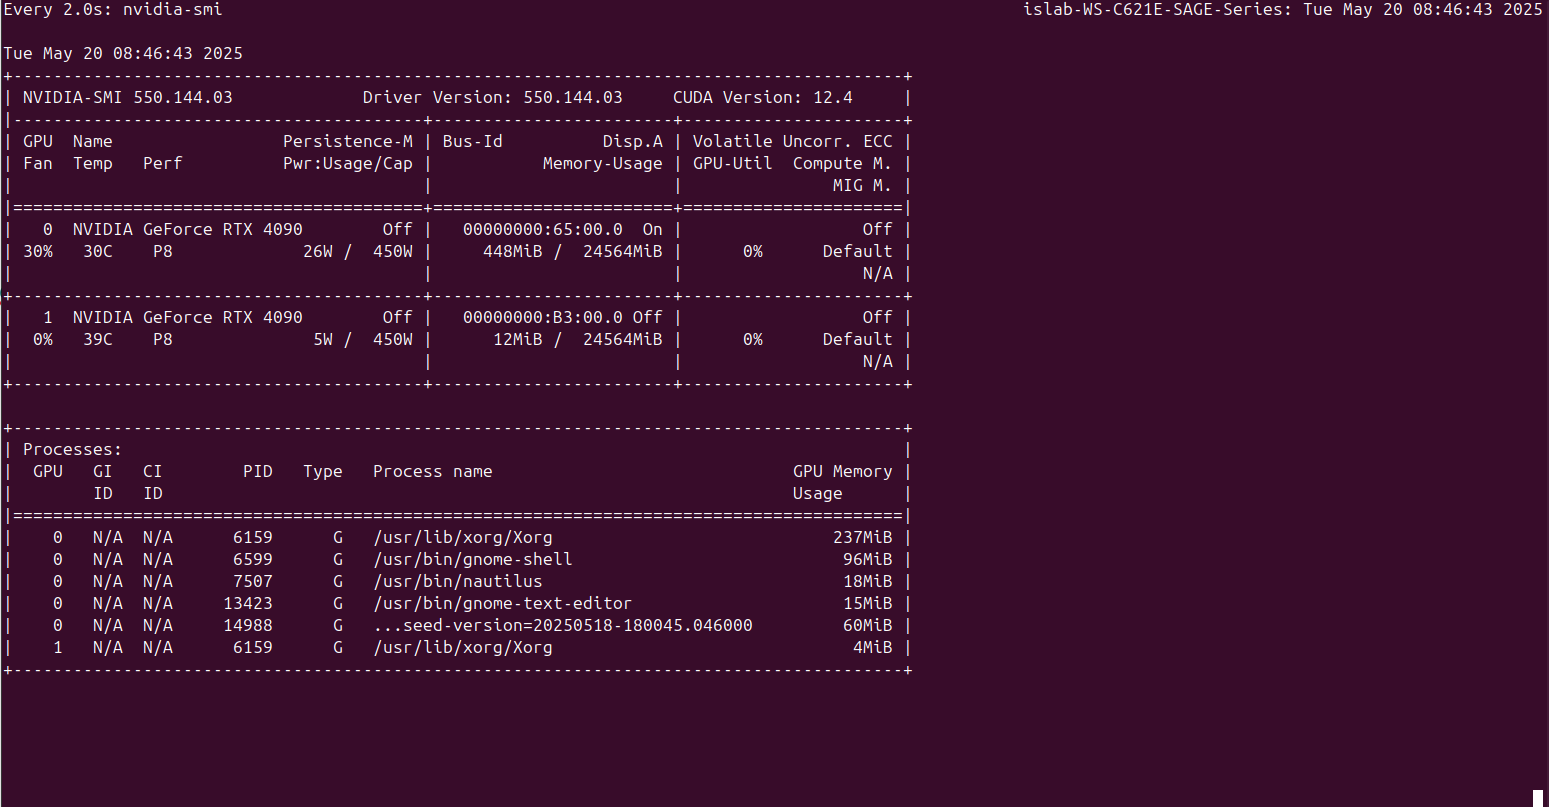 Every 2.0s: nvidia-smi                                                                                islab-WS-C621E-SAGE-Series: Tue May 20 08:46:43 2025

Tue May 20 08:46:43 2025
+-----------------------------------------------------------------------------------------+
| NVIDIA-SMI 550.144.03             Driver Version: 550.144.03     CUDA Version: 12.4     |
|-----------------------------------------+------------------------+----------------------+
| GPU  Name                 Persistence-M | Bus-Id          Disp.A | Volatile Uncorr. ECC |
| Fan  Temp   Perf          Pwr:Usage/Cap |           Memory-Usage | GPU-Util  Compute M. |
|                                         |                        |               MIG M. |
|=========================================+========================+======================|
|   0  NVIDIA GeForce RTX 4090        Off |   00000000:65:00.0  On |                  Off |
| 30%   30C    P8             26W /  450W |     448MiB /  24564MiB |      0%      Default |
|                                         |                        |                  N/A |
+-----------------------------------------+------------------------+----------------------+
|   1  NVIDIA GeForce RTX 4090        Off |   00000000:B3:00.0 Off |                  Off |
|  0%   39C    P8              5W /  450W |      12MiB /  24564MiB |      0%      Default |
|                                         |                        |                  N/A |
+-----------------------------------------+------------------------+----------------------+

+-----------------------------------------------------------------------------------------+
| Processes:                                                                              |
|  GPU   GI   CI        PID   Type   Process name                              GPU Memory |
|        ID   ID                                                               Usage      |
|=========================================================================================|
|    0   N/A  N/A      6159      G   /usr/lib/xorg/Xorg                            237MiB |
|    0   N/A  N/A      6599      G   /usr/bin/gnome-shell                           96MiB |
|    0   N/A  N/A      7507      G   /usr/bin/nautilus                              18MiB |
|    0   N/A  N/A     13423      G   /usr/bin/gnome-text-editor                     15MiB |
|    0   N/A  N/A     14988      G   ...seed-version=20250518-180045.046000         60MiB |
|    1   N/A  N/A      6159      G   /usr/lib/xorg/Xorg                              4MiB |
+-----------------------------------------------------------------------------------------+